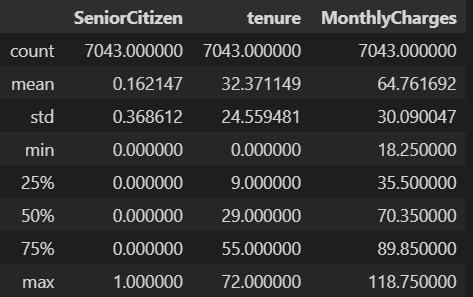 SeniorCitizen tenure MonthlyCharges
count 7043.000000 7043.000000 7043.000000
mean 0.162147 32.371149 64.761692
std 0.368612 24.559481 30.090047
min 0.000000 0.000000 18.250000
25% 0.000000 9.000000 35.500000
50% 0.000000 29.000000 70.350000
75% 0.000000 55.000000 89.850000
max 1.000000 72.000000 118.750000